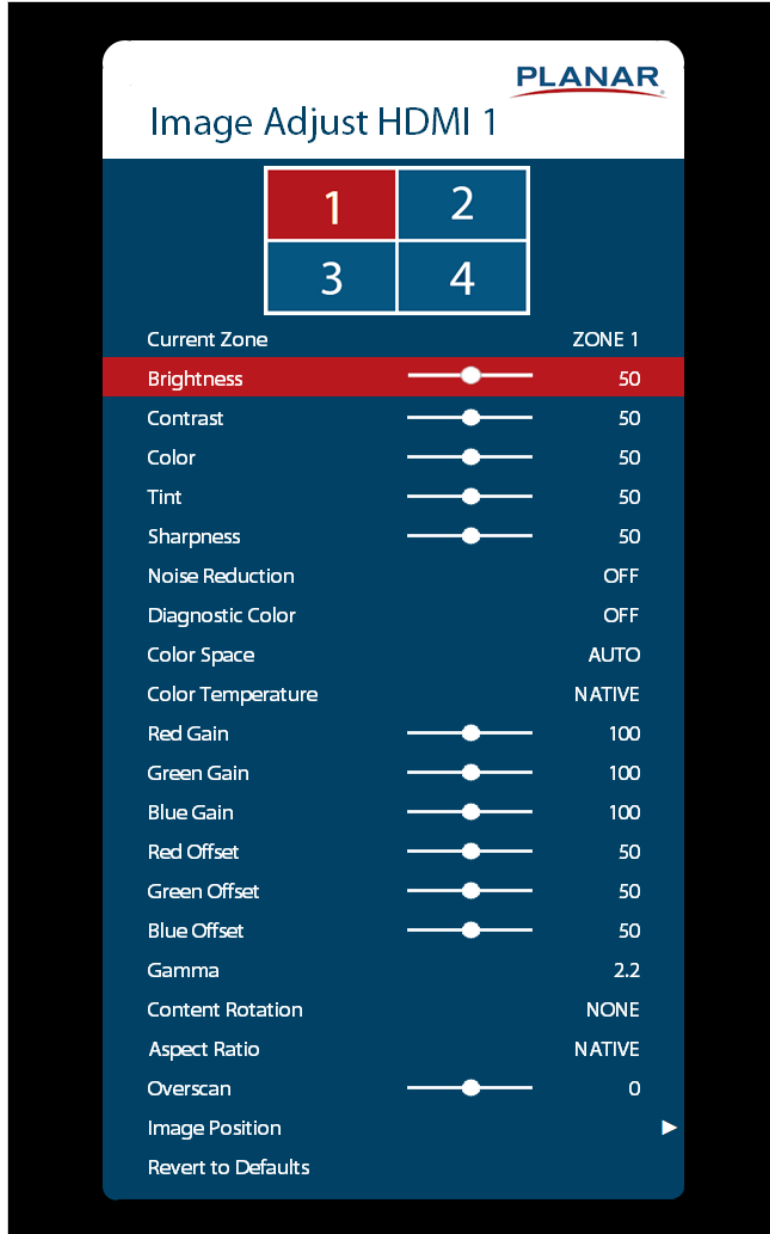 PLANAR
Image Adjust HDMI 1
1 2
3 4
Current Zone ZONE 1
Brightness 50
Contrast 50
Color 50
Tint 50
Sharpness 50
Noise Reduction OFF
Diagnostic Color OFF
Color Space AUTO
Color Temperature NATIVE
Red Gain 100
Green Gain 100
Blue Gain 100
Red Offset 50
Green Offset 50
Blue Offset 50
Gamma 2.2
Content Rotation NONE
Aspect Ratio NATIVE
Overscan 0
Image Position
Revert to Defaults